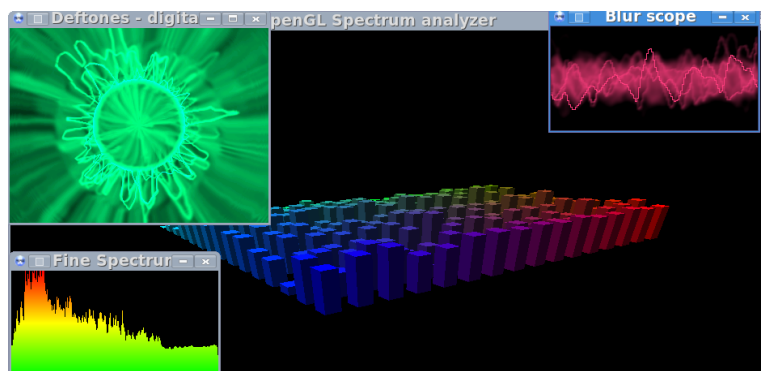 Deftones - digita
penGL Spectrum analyzer
Blur scope
Fine Spectrur